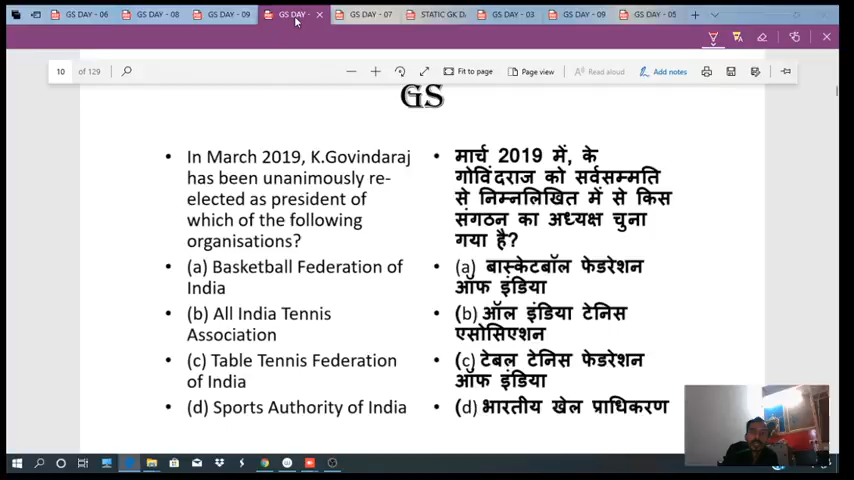 GS DAY - 06
GS DAY - 08
GS DAY - 09
GS DAY -
GS DAY - 07
STATIC GK D
GS DAY - 03
GS DAY - 09
GS DAY - 05
10 of 129
Fit to page
Page view
Read aloud
Add notes
GS
• In March 2019, K.Govindaraj
has been unanimously re-
elected as president of
which of the following
organisations?
• (a) Basketball Federation of
India
• (b) All India Tennis
Association
• (c) Table Tennis Federation
of India
• (d) Sports Authority of India
• मार्च 2019 में, के
गोविंदराज को सर्वसम्मति
से निम्नलिखित में से किस
संगठन का अध्यक्ष चुना
गया है?
• (a) बास्केटबॉल फेडरेशन
ऑफ इंडिया
• (b) ऑल इंडिया टेनिस
एसोसिएशन
• (c) टेबल टेनिस फेडरेशन
ऑफ इंडिया
• (d) भारतीय खेल प्राधिकरण